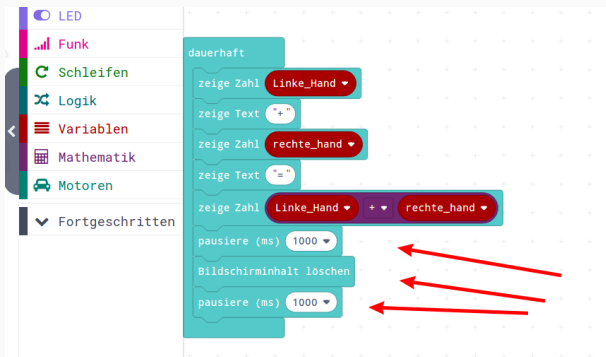 LED
Funk
Schleifen
Logik
Variablen
Mathematik
Motoren
Fortgeschritten
dauerhaft
zeige Zahl Linke_Hand
zeige Text "+"
zeige Zahl rechte_hand
zeige Text "="
zeige Zahl Linke_Hand + rechte_hand
pausiere (ms) 1000
Bildschirminhalt löschen
pausiere (ms) 1000